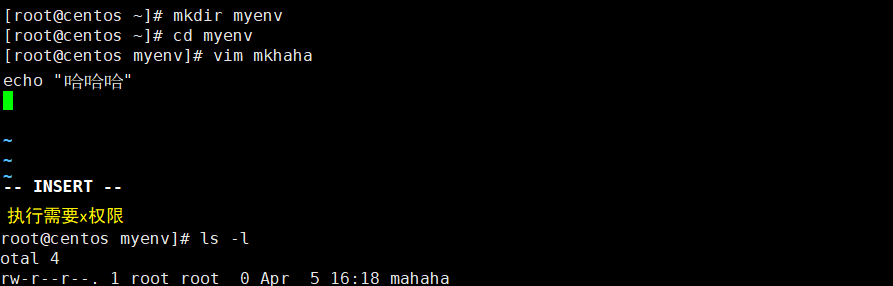 [root@centos ~]# mkdir myenv
[root@centos ~]# cd myenv
[root@centos myenv]# vim mkhaha
echo "哈哈哈"
~
~
~
-- INSERT --
执行需要x权限
root@centos myenv]# ls -l
otal 4
rw-r--r--. 1 root root  0 Apr  5 16:18 mahaha